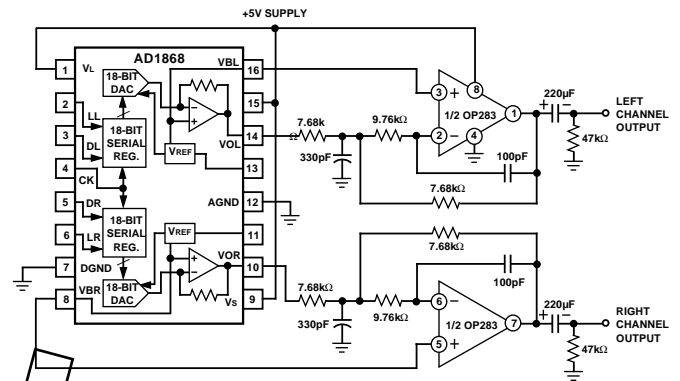 +5V SUPPLY
AD1868
1
VL
2
LL
3
DL
4
CK
5
DR
6
LR
7
DGND
8
VBR
18-BIT
DAC
18-BIT
SERIAL
REG.
VREF
18-BIT
SERIAL
REG.
VREF
18-BIT
DAC
VBL
16
15
VOL
14
13
AGND
12
11
VOR
10
VS
9
7.68k
Ω
330pF
9.76kΩ
100pF
7.68kΩ
3
+
2
−
8
1/2 OP283
1
4
220µF
+
−
47kΩ
LEFT
CHANNEL
OUTPUT
7.68kΩ
7.68kΩ
330pF
9.76kΩ
100pF
6
−
5
+
1/2 OP283
7
220µF
+
−
47kΩ
RIGHT
CHANNEL
OUTPUT